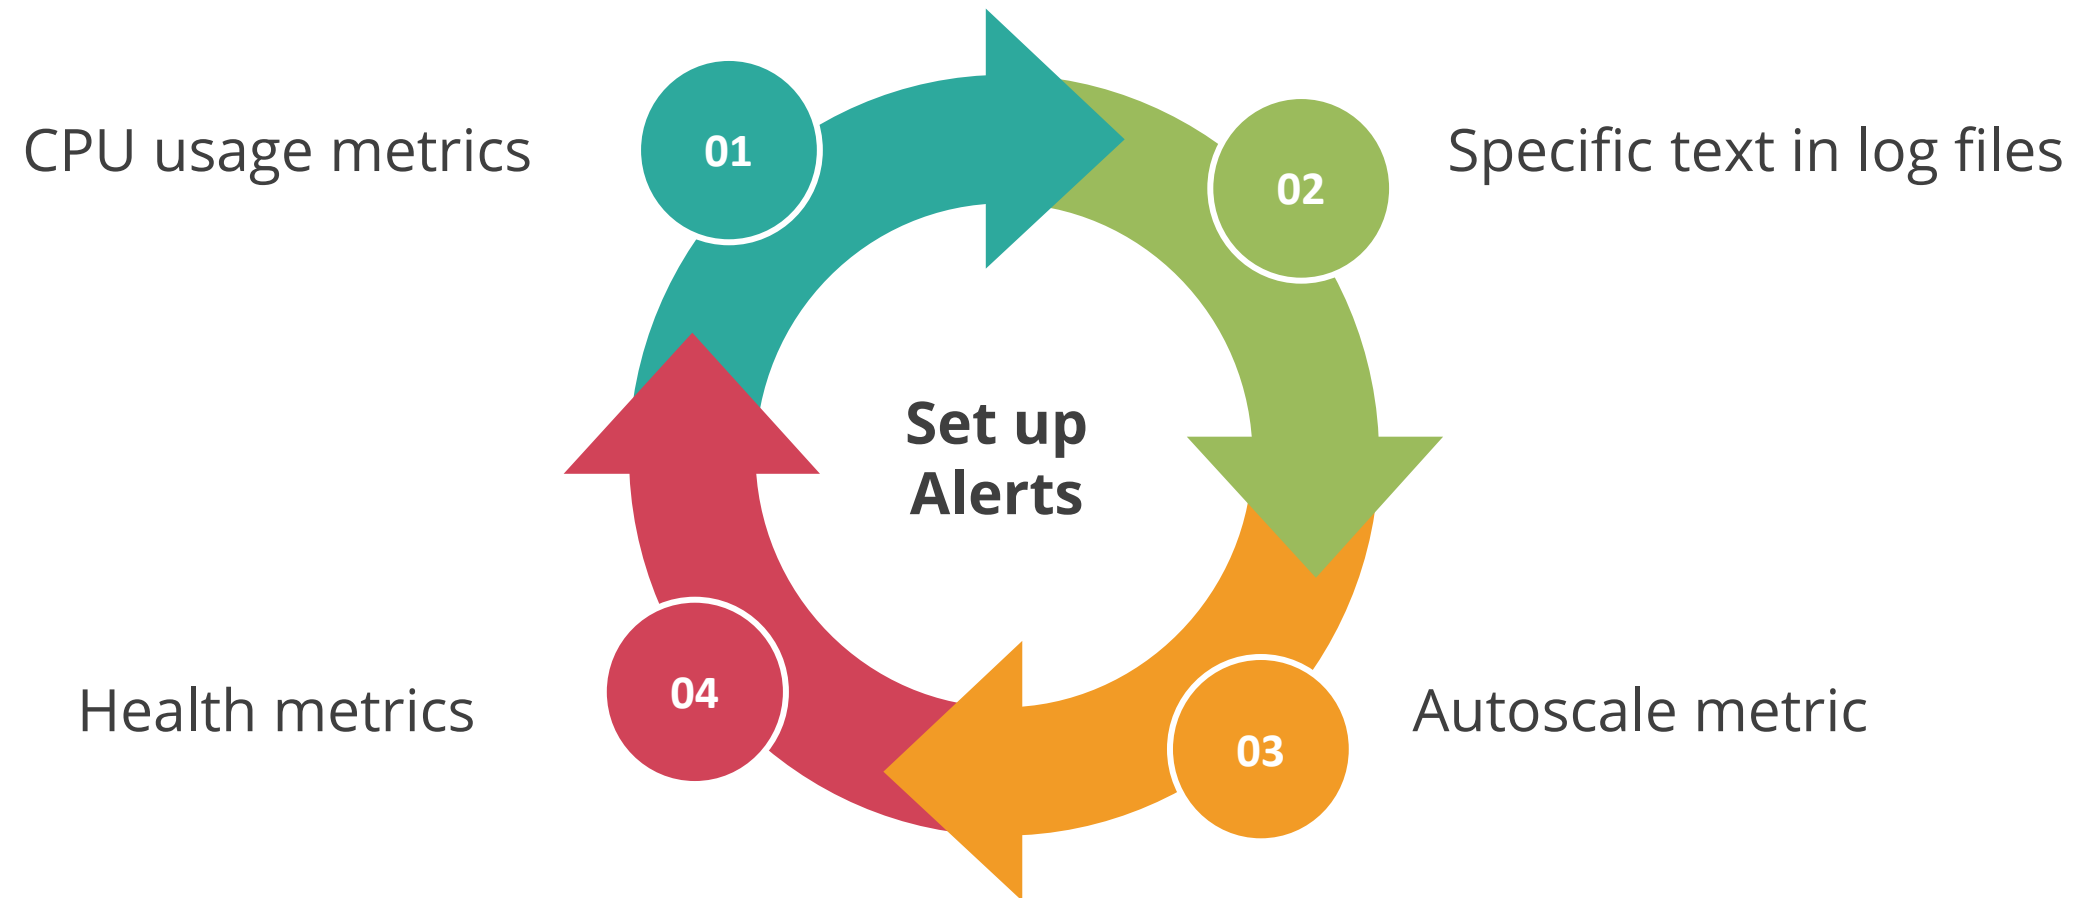 CPU usage metrics
01
02
Specific text in log files
Set up
Alerts
Health metrics
04
03
Autoscale metric